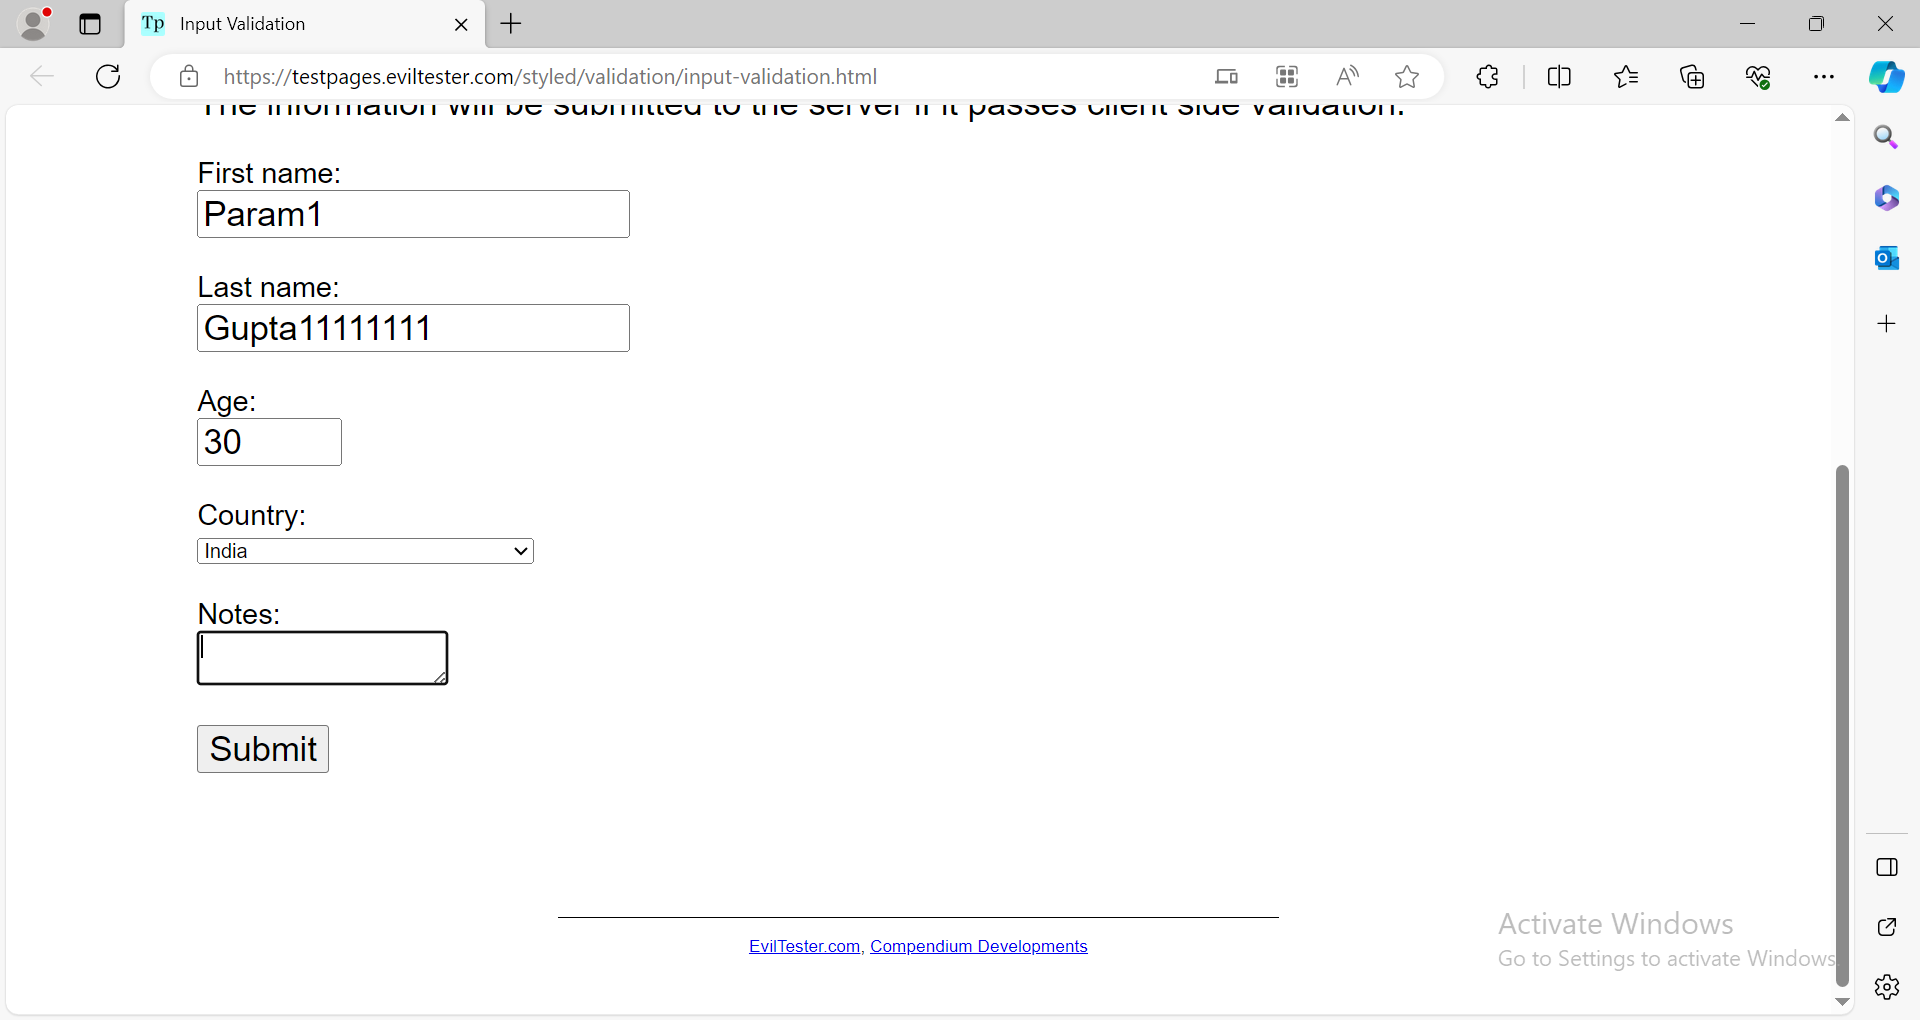 Tp Input Validation
https://testpages.eviltester.com/styled/validation/input-validation.html
The information will be submitted to the server if it passes client side validation.
First name:
Param1
Last name:
Gupta11111111
Age:
30
Country:
India
Notes:
Submit
EvilTester.com, Compendium Developments
Activate Windows
Go to Settings to activate Windows